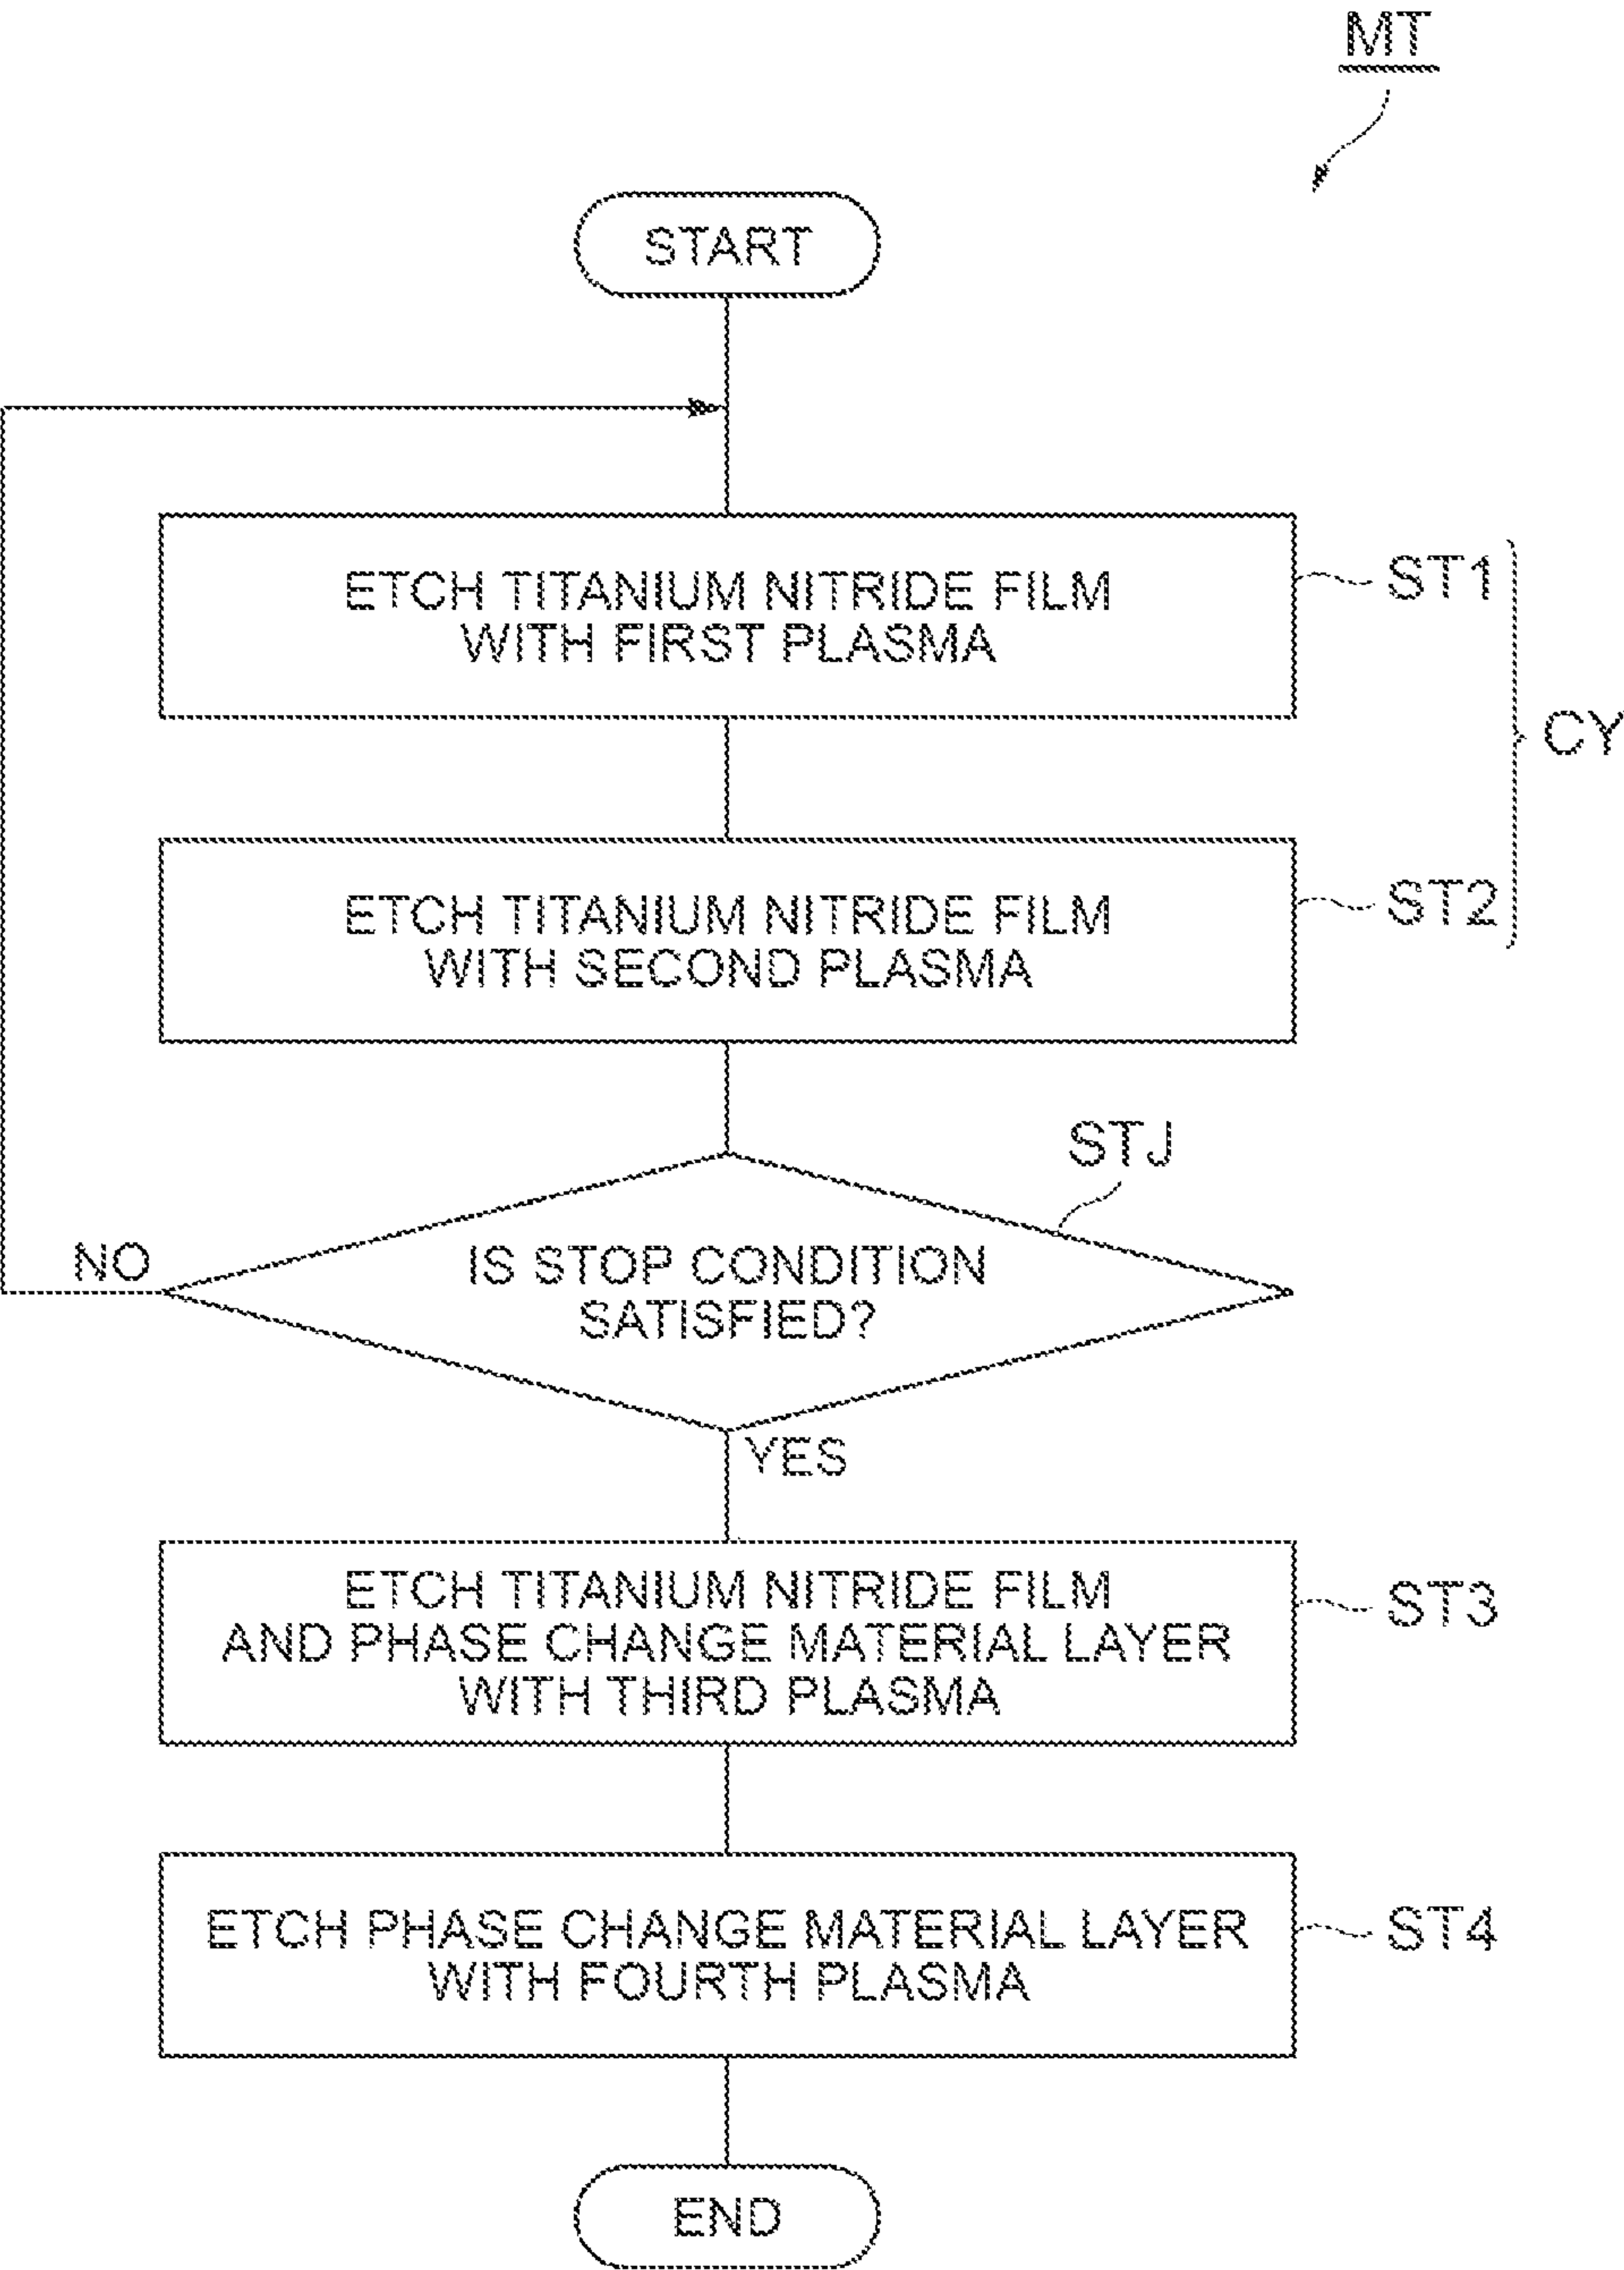 MT
START
ETCH TITANIUM NITRIDE FILM
WITH FIRST PLASMA
ST1
CY
ETCH TITANIUM NITRIDE FILM
WITH SECOND PLASMA
ST2
STJ
IS STOP CONDITION
SATISFIED?
NO
YES
ETCH TITANIUM NITRIDE FILM
AND PHASE CHANGE MATERIAL LAYER
WITH THIRD PLASMA
ST3
ETCH PHASE CHANGE MATERIAL LAYER
WITH FOURTH PLASMA
ST4
END